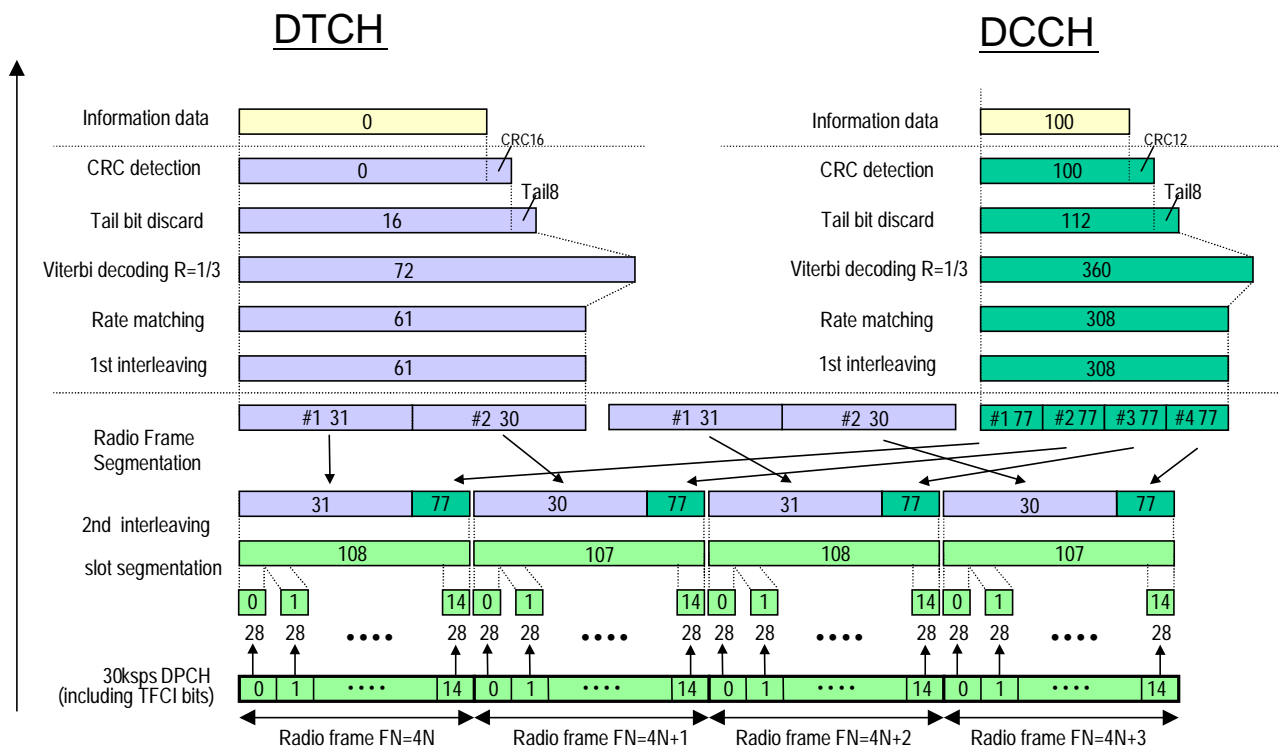 DTCH DCCH
Information data 0 Information data 100
CRC16 CRC12
CRC detection 0 CRC detection 100
Tail8 Tail8
Tail bit discard 16 Tail bit discard 112
Viterbi decoding R=1/3 72 Viterbi decoding R=1/3 360
Rate matching 61 Rate matching 308
1st interleaving 61 1st interleaving 308
#1 31 #2 30 #1 31 #2 30 #1 77 #2 77 #3 77 #4 77
Radio Frame
Segmentation
31 77 30 77 31 77 30 77
2nd interleaving
108 107 108 107
slot segmentation
0 1 14 0 1 14 0 1 14 0 1 14
28 28 •••• 28 28 28 •••• 28 28 28 •••• 28 28 28 •••• 28
30ksps DPCH
(including TFCI bits)
0 1 •••• 14 0 1 •••• 14 0 1 •••• 14 0 1 •••• 14
Radio frame FN=4N Radio frame FN=4N+1 Radio frame FN=4N+2 Radio frame FN=4N+3